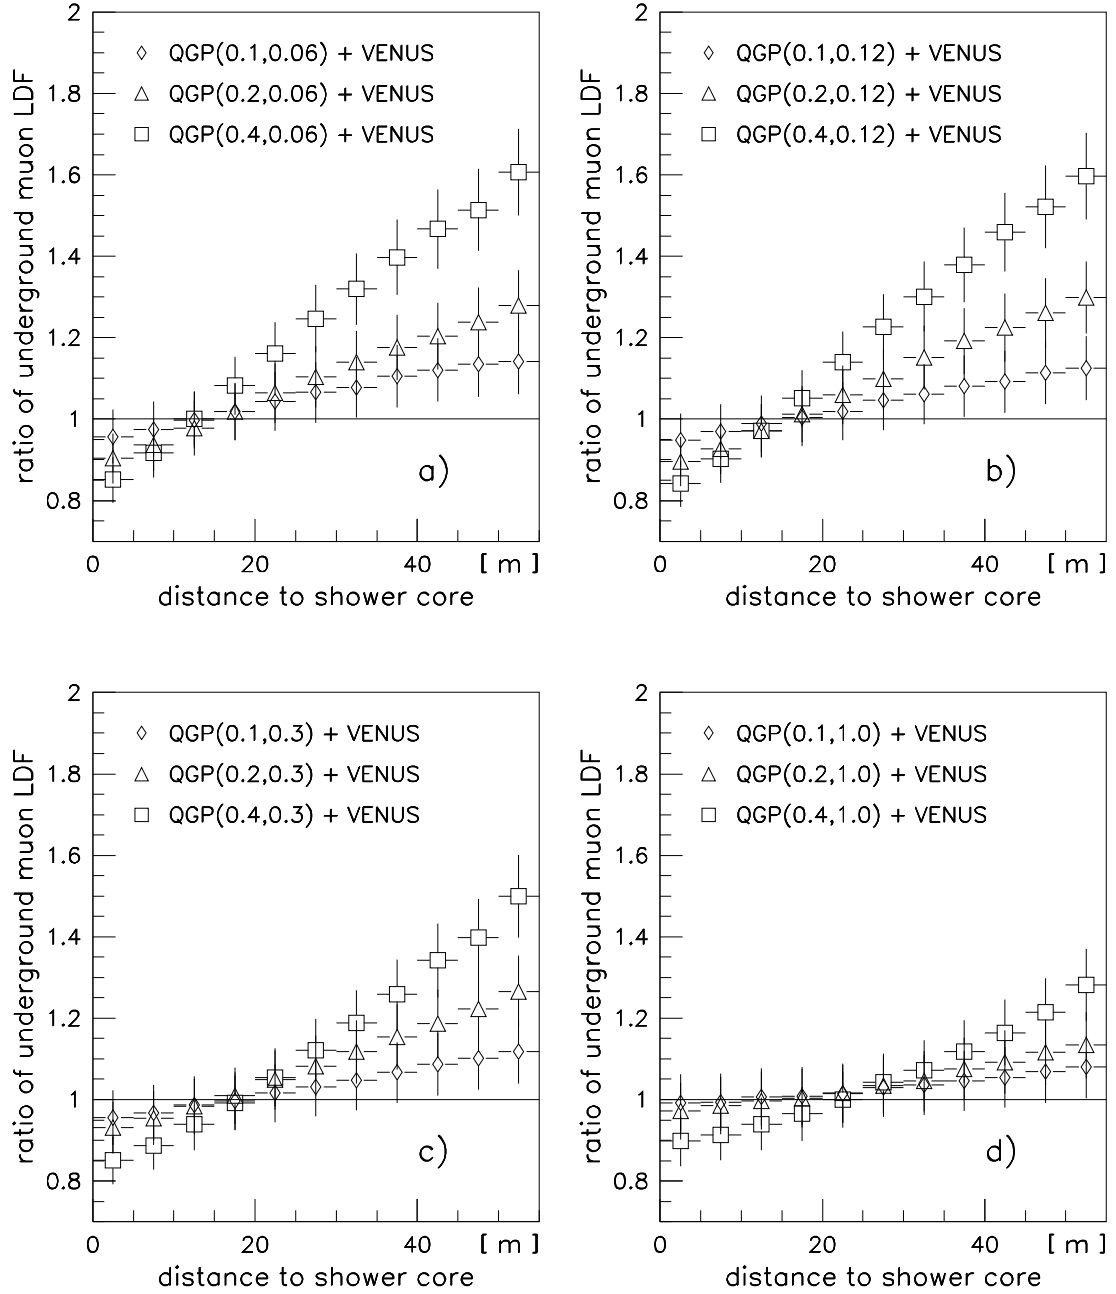 ratio of underground muon LDF
2
1.8
1.6
1.4
1.2
1
0.8
QGP(0.1,0.06) + VENUS
QGP(0.2,0.06) + VENUS
QGP(0.4,0.06) + VENUS
a)
0 20 40 [ m ]
distance to shower core
ratio of underground muon LDF
2
1.8
1.6
1.4
1.2
1
0.8
QGP(0.1,0.12) + VENUS
QGP(0.2,0.12) + VENUS
QGP(0.4,0.12) + VENUS
b)
0 20 40 [ m ]
distance to shower core
ratio of underground muon LDF
2
1.8
1.6
1.4
1.2
1
0.8
QGP(0.1,0.3) + VENUS
QGP(0.2,0.3) + VENUS
QGP(0.4,0.3) + VENUS
c)
0 20 40 [ m ]
distance to shower core
ratio of underground muon LDF
2
1.8
1.6
1.4
1.2
1
0.8
QGP(0.1,1.0) + VENUS
QGP(0.2,1.0) + VENUS
QGP(0.4,1.0) + VENUS
d)
0 20 40 [ m ]
distance to shower core